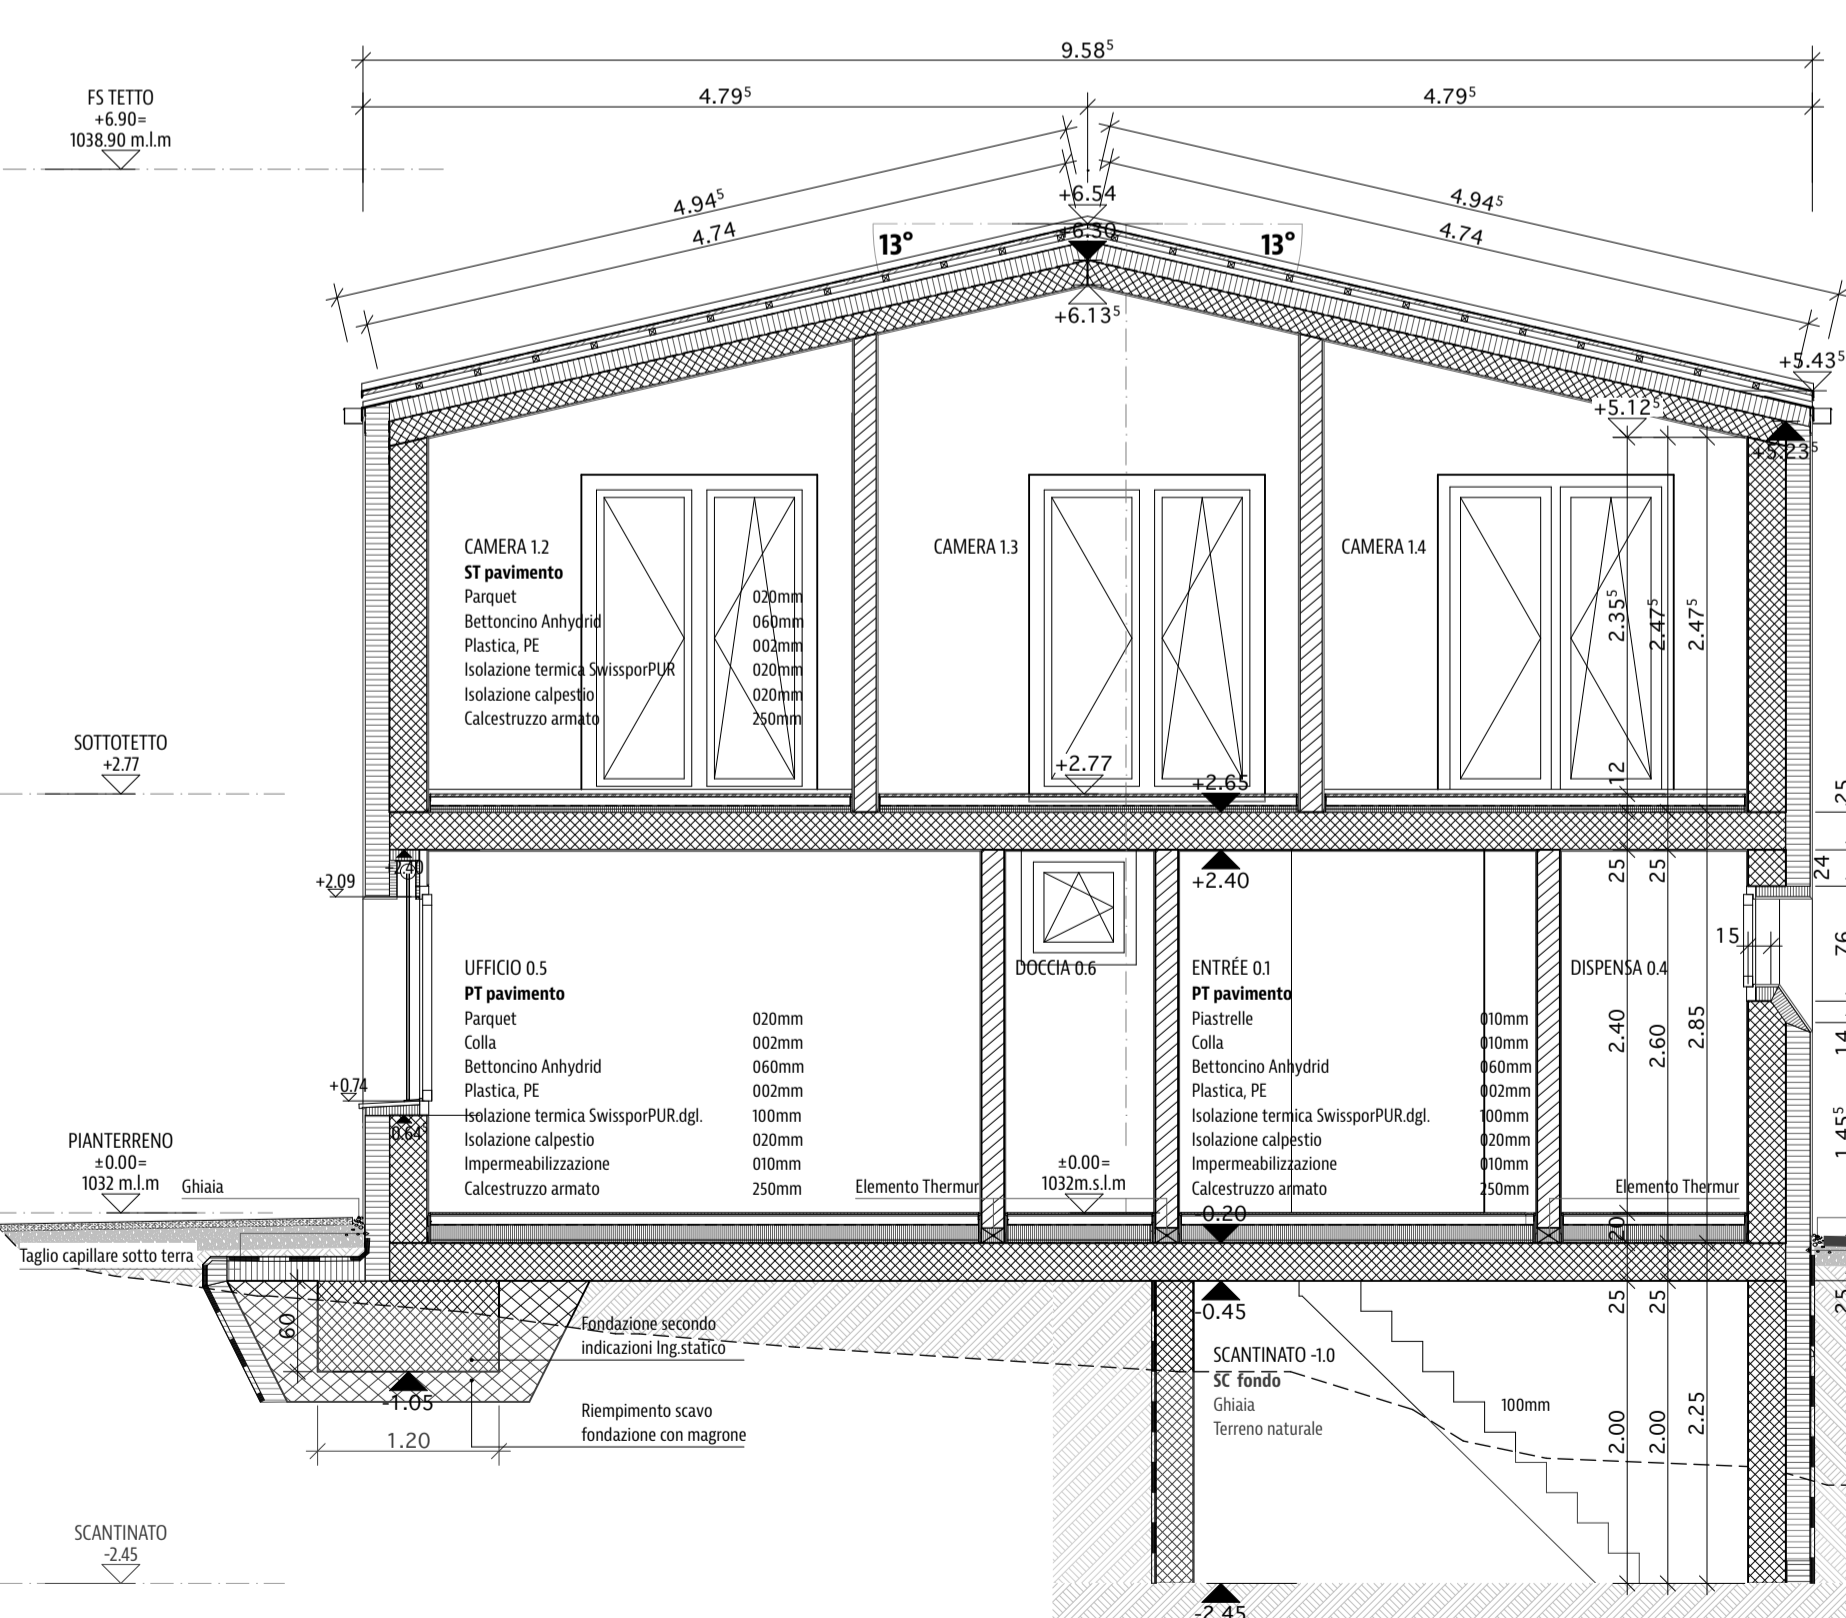 9.58⁵
4.79⁵
4.79⁵
FS TETTO
+6.90=
1038.90 m.l.m
4.94⁵
4.74
4.94⁵
4.74
+6.54
+6.30
13°
13°
+6.13⁵
+5.43⁵
+5.12⁵
+5.23⁵
CAMERA 1.2
ST pavimento
Parquet 020mm
Bettoncino Anhydrid 060mm
Plastica, PE 002mm
Isolazione termica SwissporPUR 020mm
Isolazione calpestio 020mm
Calcestruzzo armato 250mm
CAMERA 1.3
CAMERA 1.4
2.35⁵
2.47⁵
2.47⁵
SOTTOTETTO
+2.77
+2.77
+2.65
12
25
+2.40
+2.09
+2.40
25
25
24
15
76
UFFICIO 0.5
PT pavimento
Parquet 020mm
Colla 002mm
Bettoncino Anhydrid 060mm
Plastica, PE 002mm
Isolazione termica SwissporPUR.dgl. 100mm
Isolazione calpestio 020mm
Impermeabilizzazione 010mm
Calcestruzzo armato 250mm
DOCCIA 0.6
ENTRÉE 0.1
PT pavimento
Piastrelle 010mm
Colla 010mm
Bettoncino Anhydrid 060mm
Plastica, PE 002mm
Isolazione termica SwissporPUR.dgl. 100mm
Isolazione calpestio 020mm
Impermeabilizzazione 010mm
Calcestruzzo armato 250mm
DISPENSA 0.4
2.40
2.60
2.85
14
1.45⁵
+0.74
0.64
PIANTERRENO
±0.00=
1032 m.l.m
Ghiaia
±0.00=
1032m.s.l.m
Elemento Thermur
Elemento Thermur
-0.20
20
Taglio capillare sotto terra
60
-1.05
1.20
Fondazione secondo
indicazioni Ing.statico
Riempimento scavo
fondazione con magrone
-0.45
25
25
25
SCANTINATO -1.0
SC fondo
Ghiaia 100mm
Terreno naturale
2.00
2.00
2.25
SCANTINATO
-2.45
-2.45